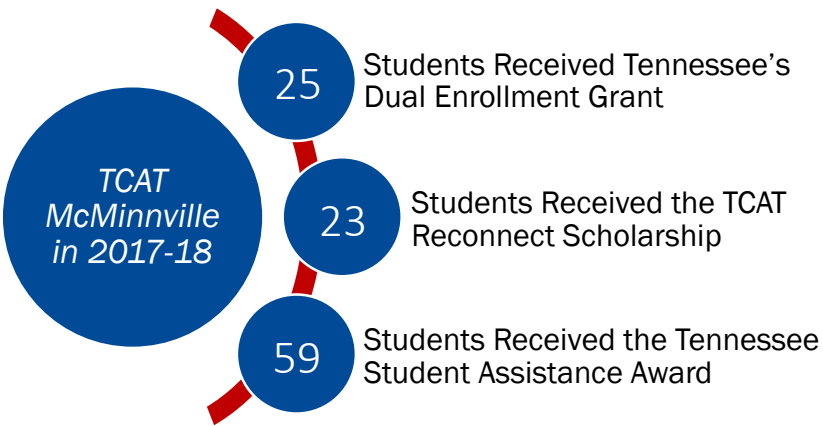 TCAT
McMinnville
in 2017-18
25
Students Received Tennessee’s
Dual Enrollment Grant
23
Students Received the TCAT
Reconnect Scholarship
59
Students Received the Tennessee
Student Assistance Award